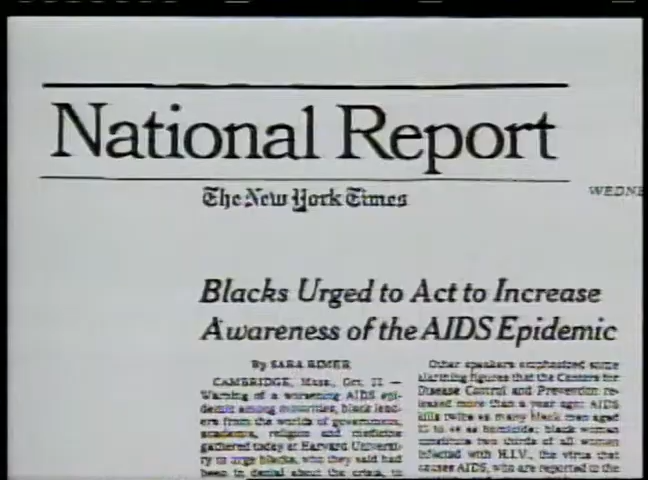 National Report
The New York Times
WEDNE
Blacks Urged to Act to Increase
Awareness of the AIDS Epidemic
By SARA RIMER
CAMBRIDGE, Mass., Oct. 21 —
Warning of a worsening AIDS epi-
demic among minorities, black lead-
ers from the worlds of government,
academia, religion and medicine
gathered today at Harvard Universi-
ty to urge blacks, who they said had
been in denial about the crisis, to
Other speakers emphasized some
alarming figures that the Centers for
Disease Control and Prevention re-
leased more than a year ago: AIDS
kills twice as many black men aged
as homicide; black women
constitute two thirds of all women
infected with H.I.V., the virus that
causes AIDS, who are reported to the